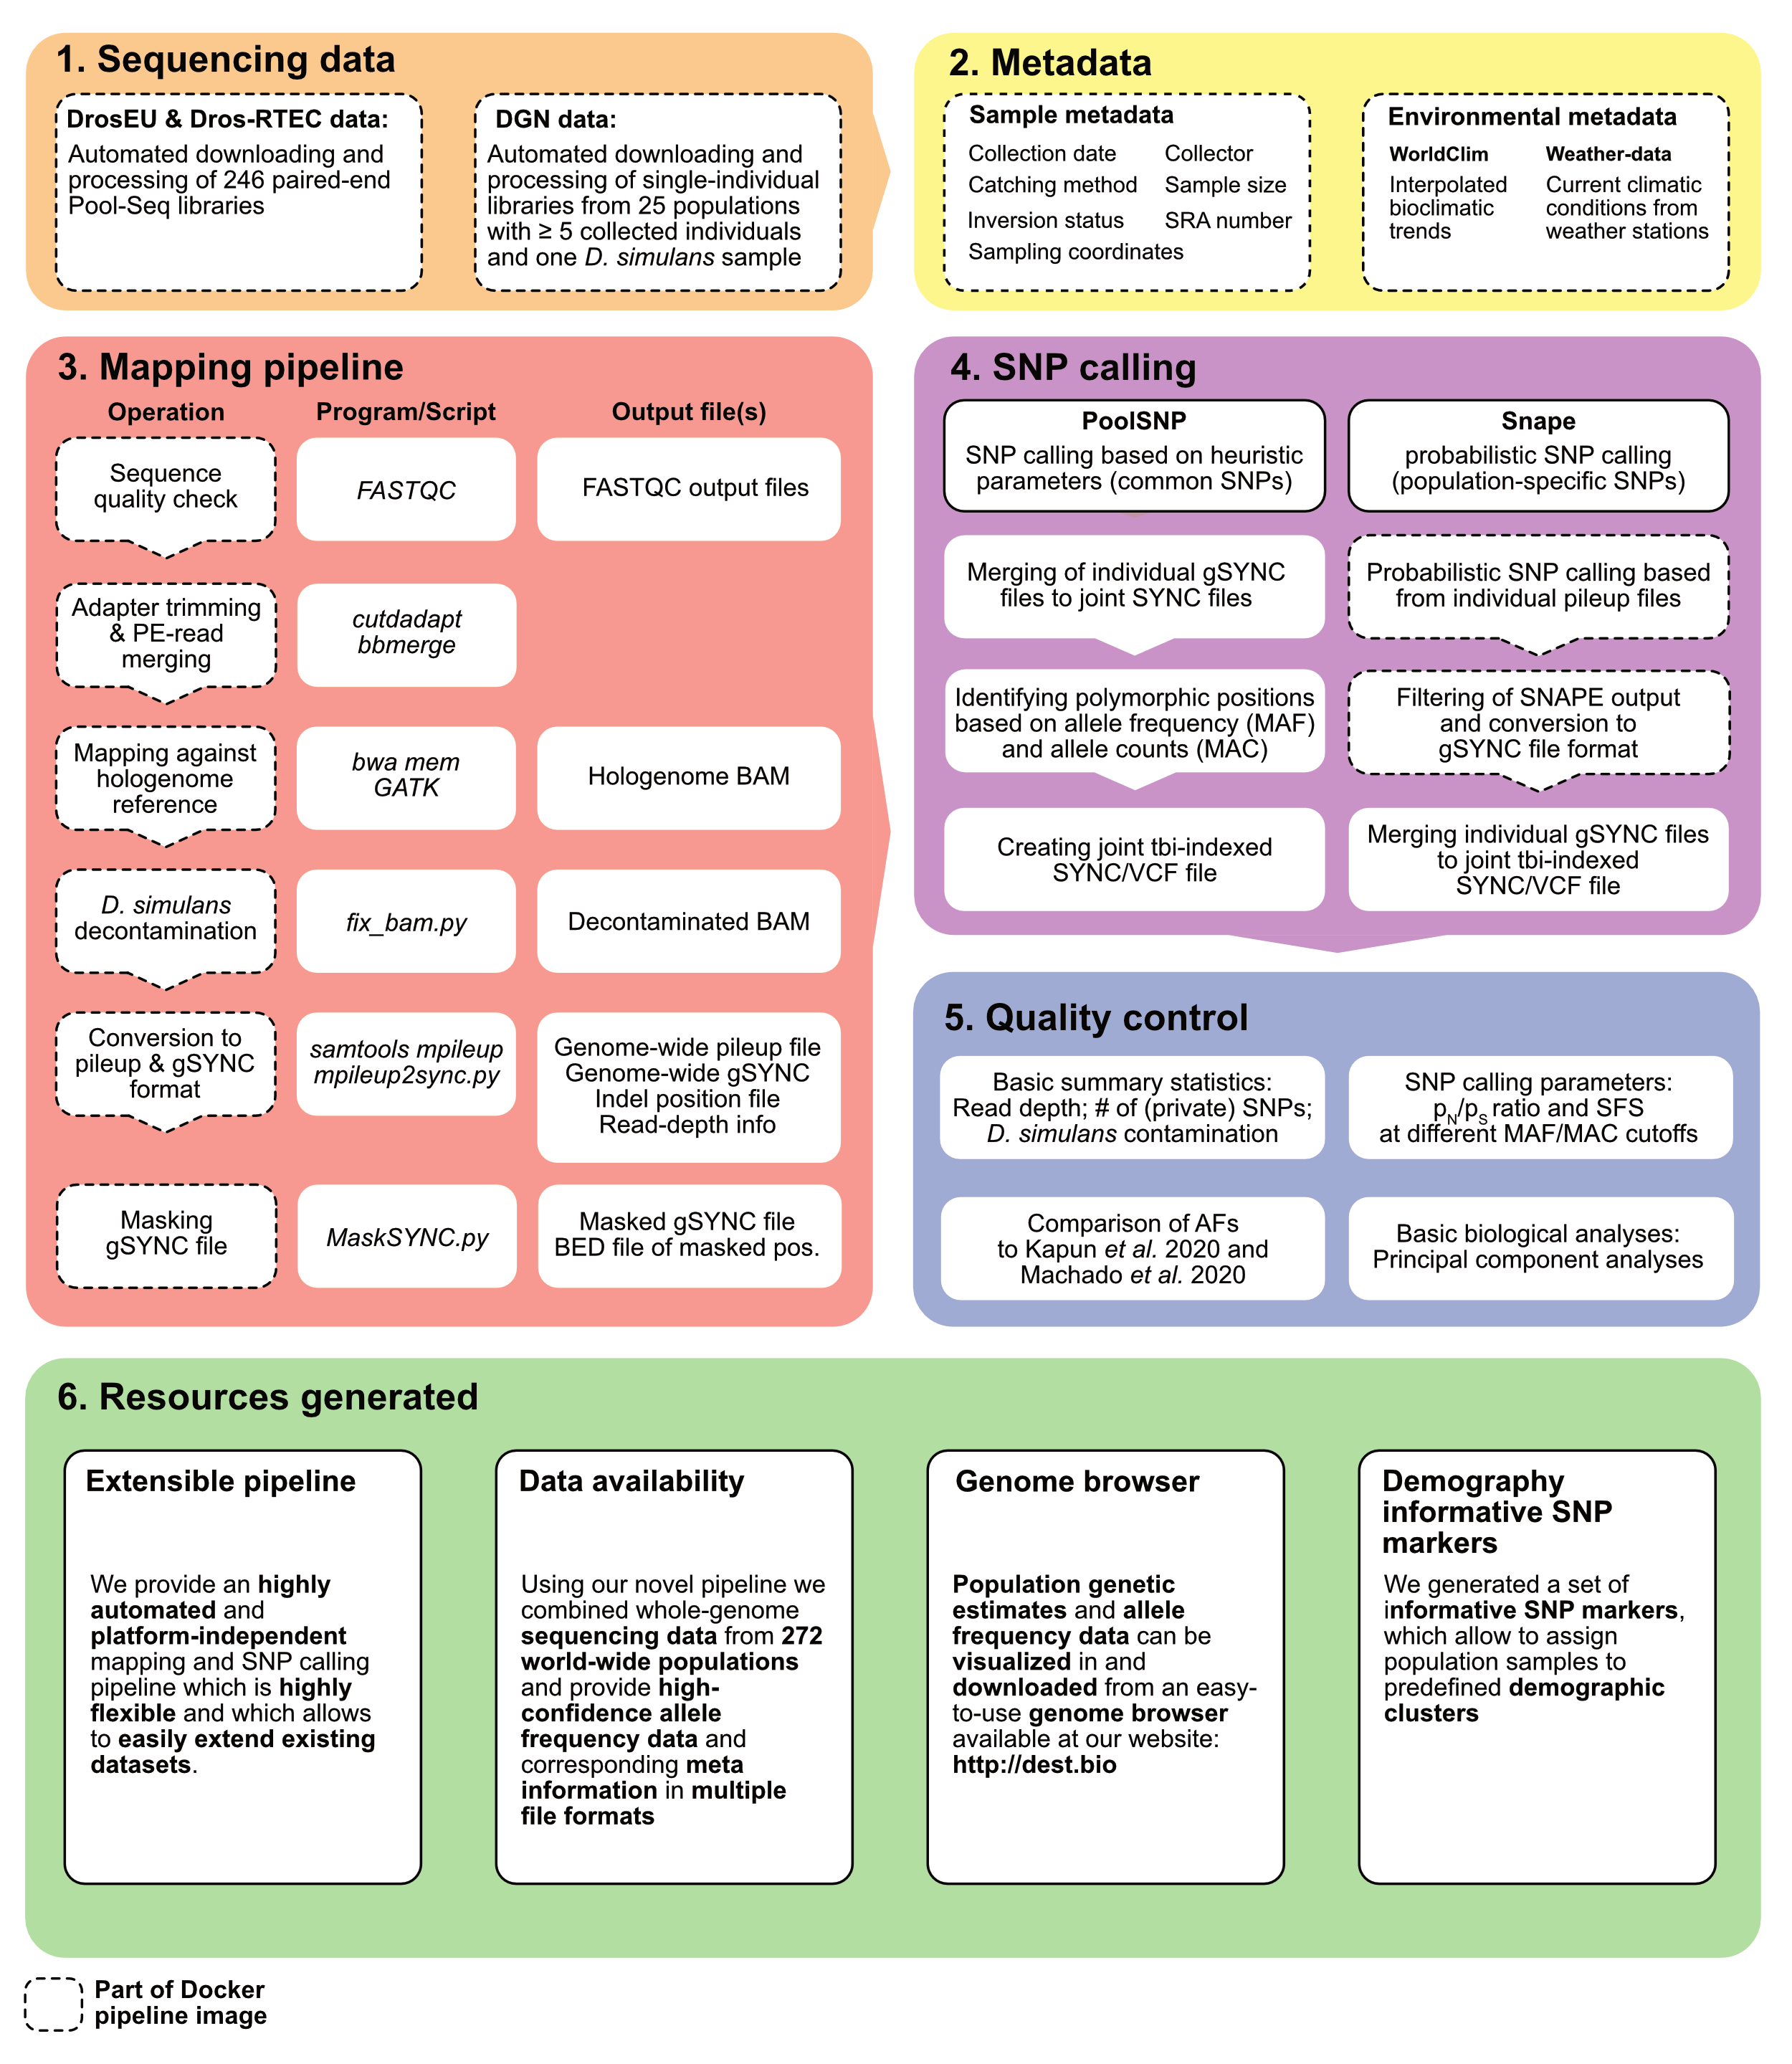 1. Sequencing data
DrosEU & Dros-RTEC data:
Automated downloading and
processing of 246 paired-end
Pool-Seq libraries
DGN data:
Automated downloading and
processing of single-individual
libraries from 25 populations
with ≥ 5 collected individuals
and one D. simulans sample
2. Metadata
Sample metadata
Collection date
Collector
Catching method
Sample size
Inversion status
SRA number
Sampling coordinates
Environmental metadata
WorldClim
Interpolated
bioclimatic
trends
Weather-data
Current climatic
conditions from
weather stations
3. Mapping pipeline
Operation
Program/Script
Output file(s)
Sequence
quality check
FASTQC
FASTQC output files
Adapter trimming
& PE-read
merging
cutdadapt
bbmerge
Mapping against
hologenome
reference
bwa mem
GATK
Hologenome BAM
D. simulans
decontamination
fix_bam.py
Decontaminated BAM
Conversion to
pileup & gSYNC
format
samtools mpileup
mpileup2sync.py
Genome-wide pileup file
Genome-wide gSYNC
Indel position file
Read-depth info
Masking
gSYNC file
MaskSYNC.py
Masked gSYNC file
BED file of masked pos.
4. SNP calling
PoolSNP
SNP calling based on heuristic
parameters (common SNPs)
Merging of individual gSYNC
files to joint SYNC files
Identifying polymorphic positions
based on allele frequency (MAF)
and allele counts (MAC)
Creating joint tbi-indexed
SYNC/VCF file
Snape
probabilistic SNP calling
(population-specific SNPs)
Probabilistic SNP calling based
from individual pileup files
Filtering of SNAPE output
and conversion to
gSYNC file format
Merging individual gSYNC files
to joint tbi-indexed
SYNC/VCF file
5. Quality control
Basic summary statistics:
Read depth; # of (private) SNPs;
D. simulans contamination
SNP calling parameters:
pN/pS ratio and SFS
at different MAF/MAC cutoffs
Comparison of AFs
to Kapun et al. 2020 and
Machado et al. 2020
Basic biological analyses:
Principal component analyses
6. Resources generated
Extensible pipeline
We provide an highly
automated and
platform-independent
mapping and SNP calling
pipeline which is highly
flexible and which allows
to easily extend existing
datasets.
Data availability
Using our novel pipeline we
combined whole-genome
sequencing data from 272
world-wide populations
and provide high-
confidence allele
frequency data and
corresponding meta
information in multiple
file formats
Genome browser
Population genetic
estimates and allele
frequency data can be
visualized in and
downloaded from an easy-
to-use genome browser
available at our website:
http://dest.bio
Demography
informative SNP
markers
We generated a set of
informative SNP markers,
which allow to assign
population samples to
predefined demographic
clusters
Part of Docker
pipeline image